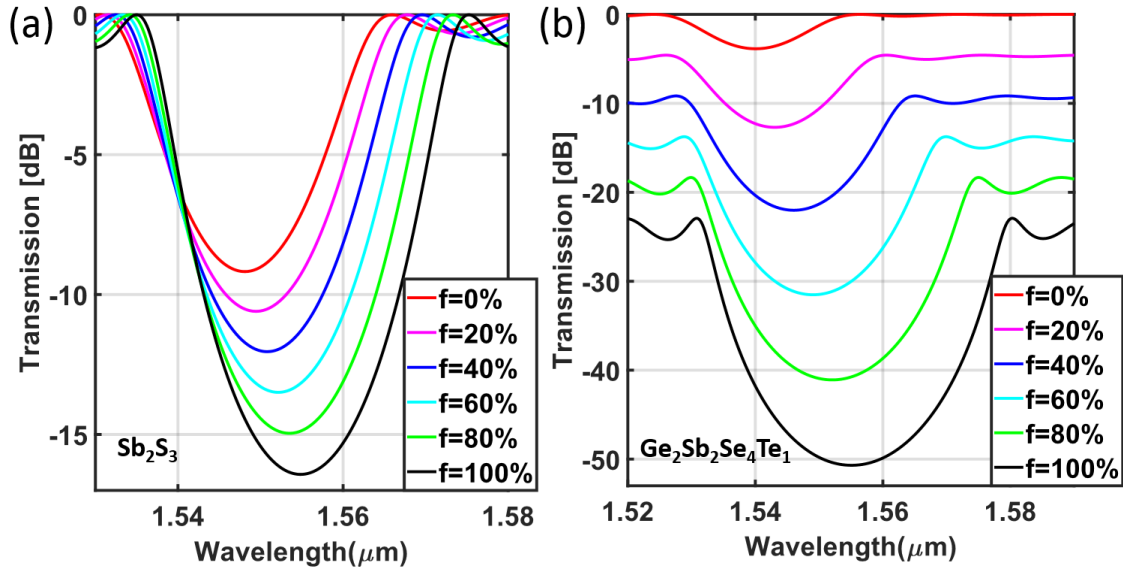 (a)
Transmission [dB]
0
-5
-10
-15
1.54
1.56
1.58
Wavelength(μm)
Sb₂S₃
f=0%
f=20%
f=40%
f=60%
f=80%
f=100%
(b)
Transmission [dB]
0
-10
-20
-30
-40
-50
1.52
1.54
1.56
1.58
Wavelength(μm)
Ge₂Sb₂Se₄Te₁
f=0%
f=20%
f=40%
f=60%
f=80%
f=100%